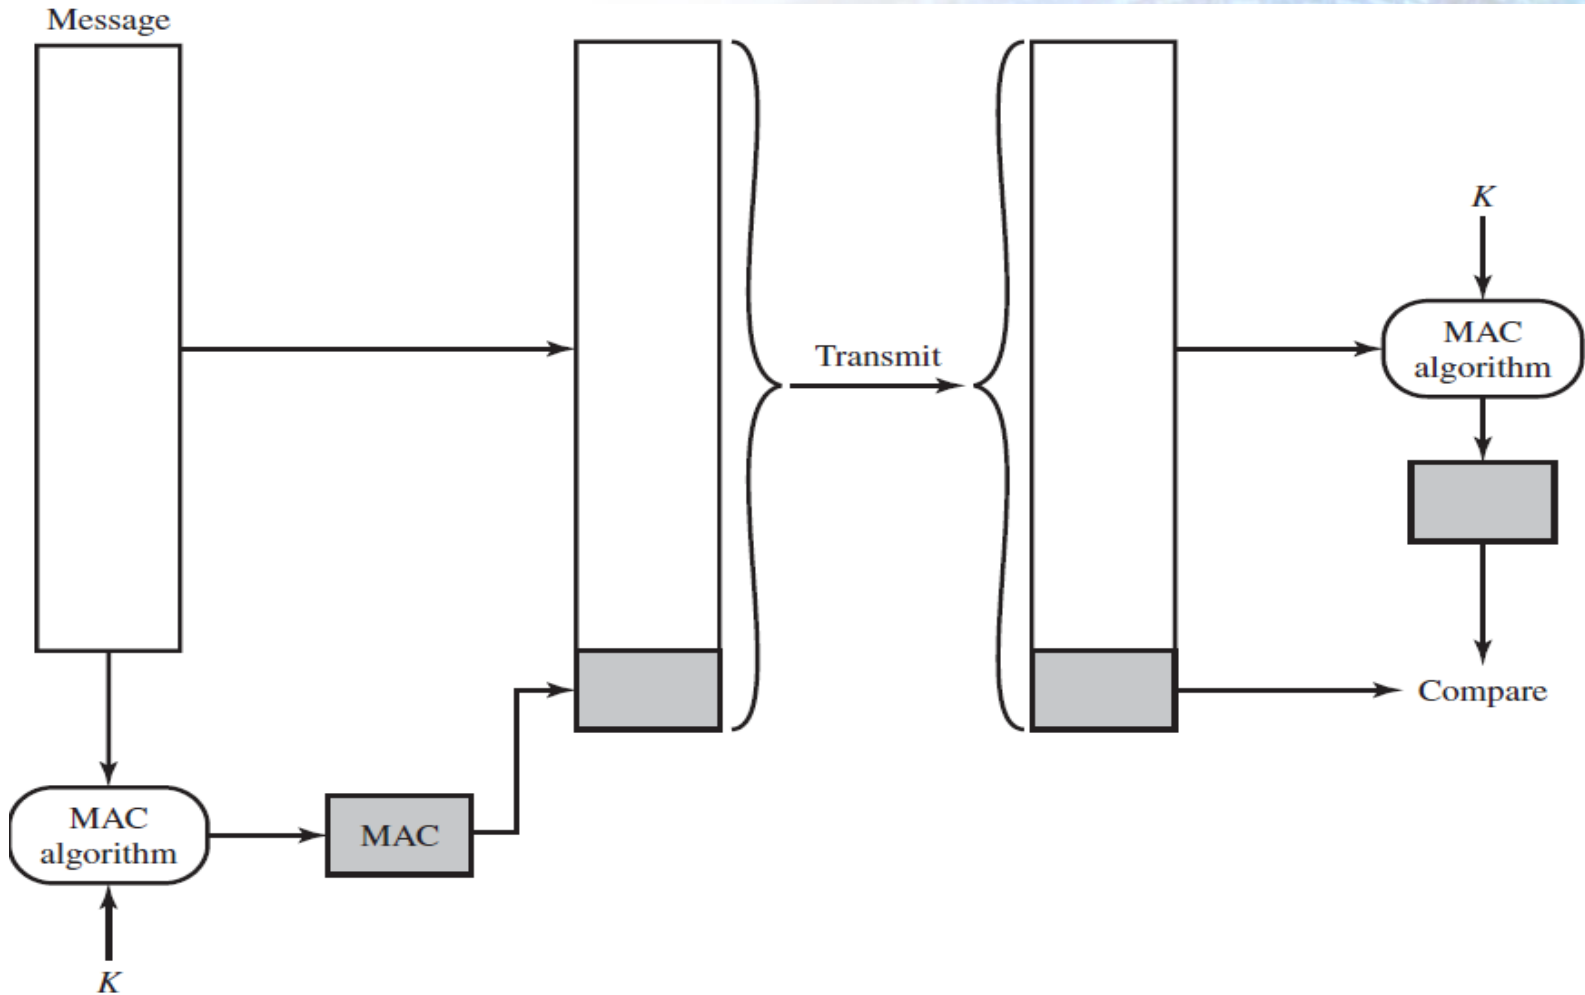 Message
Transmit
K
MAC
algorithm
Compare
MAC
algorithm
MAC
K